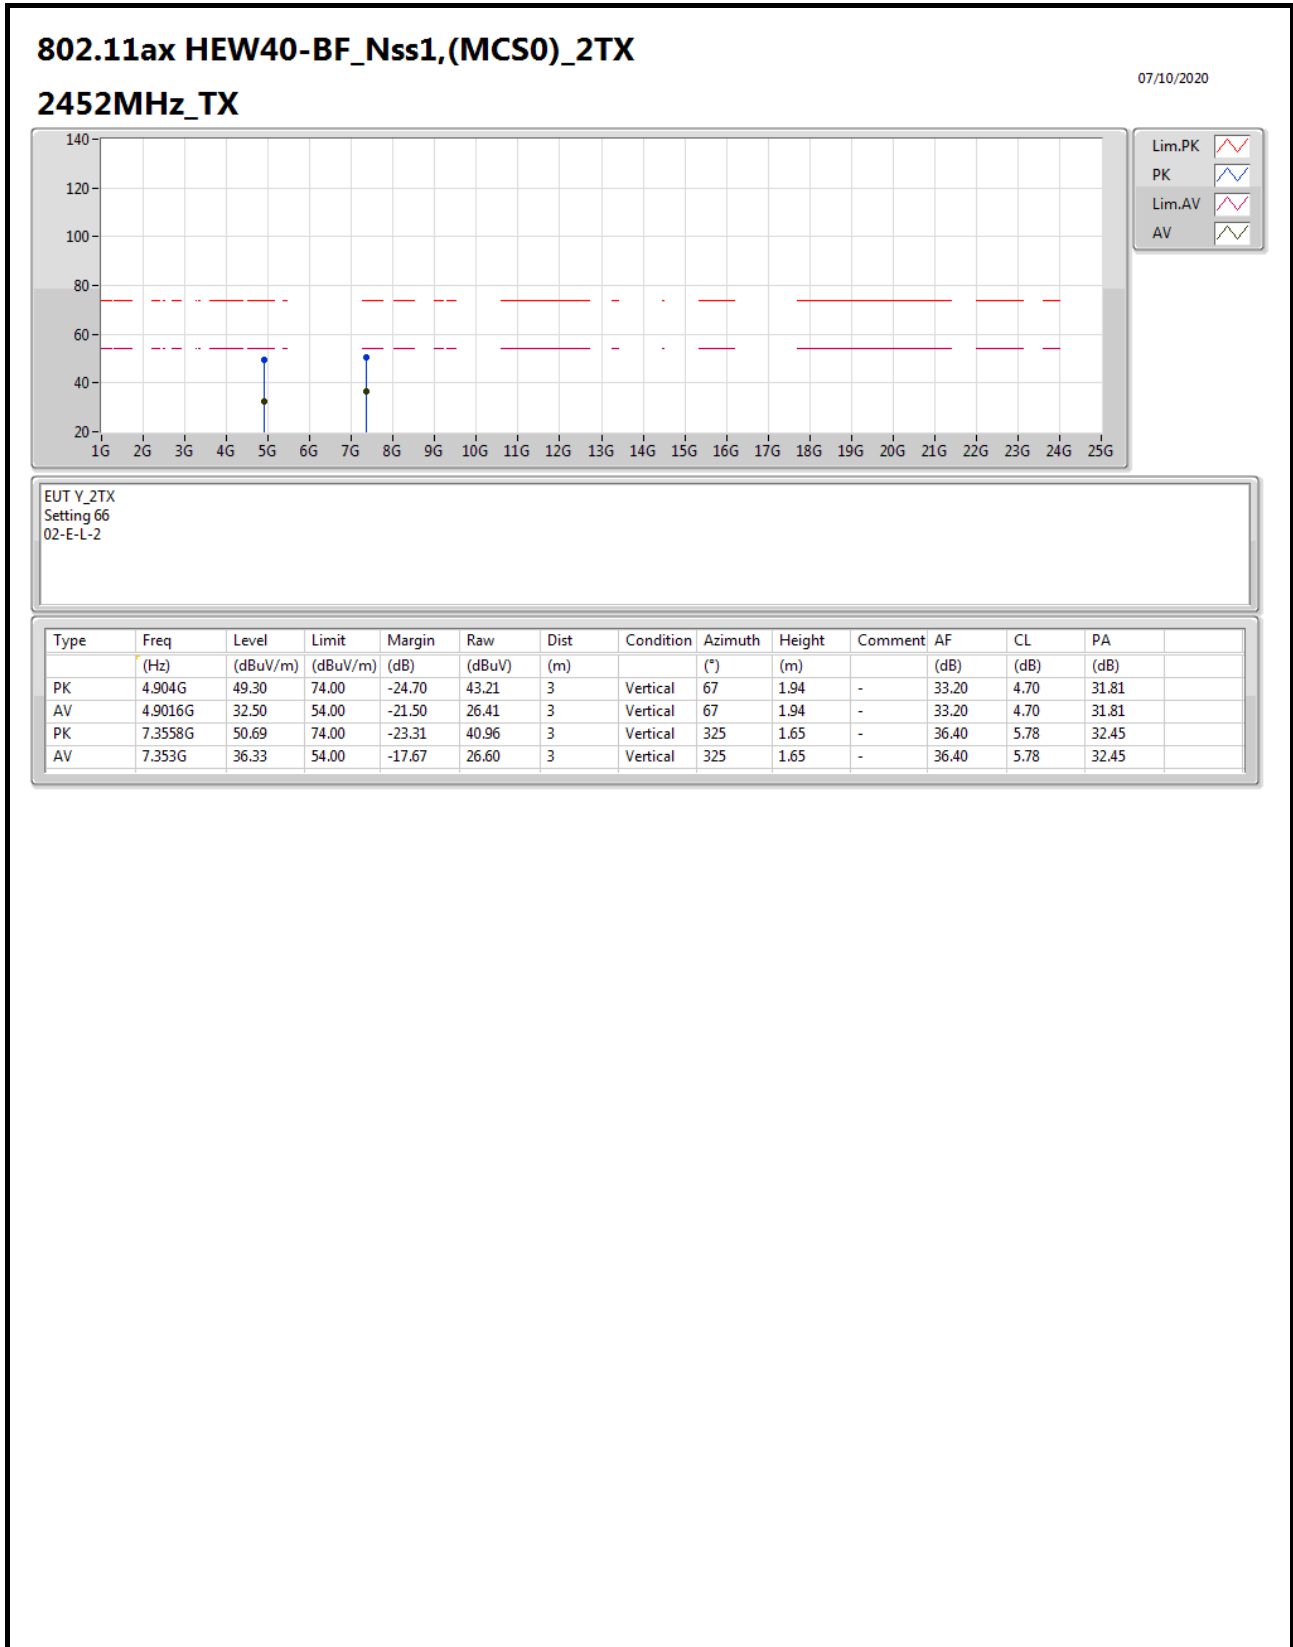 802.11ax HEW40-BF_Nss1,(MCS0)_2TX
07/10/2020
2452MHz_TX
140
120
100
80
60
40
20
1G 2G 3G 4G 5G 6G 7G 8G 9G 10G 11G 12G 13G 14G 15G 16G 17G 18G 19G 20G 21G 22G 23G 24G 25G
Lim.PK
PK
Lim.AV
AV
EUT Y_2TX
Setting 66
02-E-L-2
Type Freq Level Limit Margin Raw Dist Condition Azimuth Height Comment AF CL PA
(Hz) (dBuV/m) (dBuV/m) (dB) (dBuV) (m) (°) (m) (dB) (dB) (dB)
PK 4.904G 49.30 74.00 -24.70 43.21 3 Vertical 67 1.94 - 33.20 4.70 31.81
AV 4.9016G 32.50 54.00 -21.50 26.41 3 Vertical 67 1.94 - 33.20 4.70 31.81
PK 7.3558G 50.69 74.00 -23.31 40.96 3 Vertical 325 1.65 - 36.40 5.78 32.45
AV 7.353G 36.33 54.00 -17.67 26.60 3 Vertical 325 1.65 - 36.40 5.78 32.45